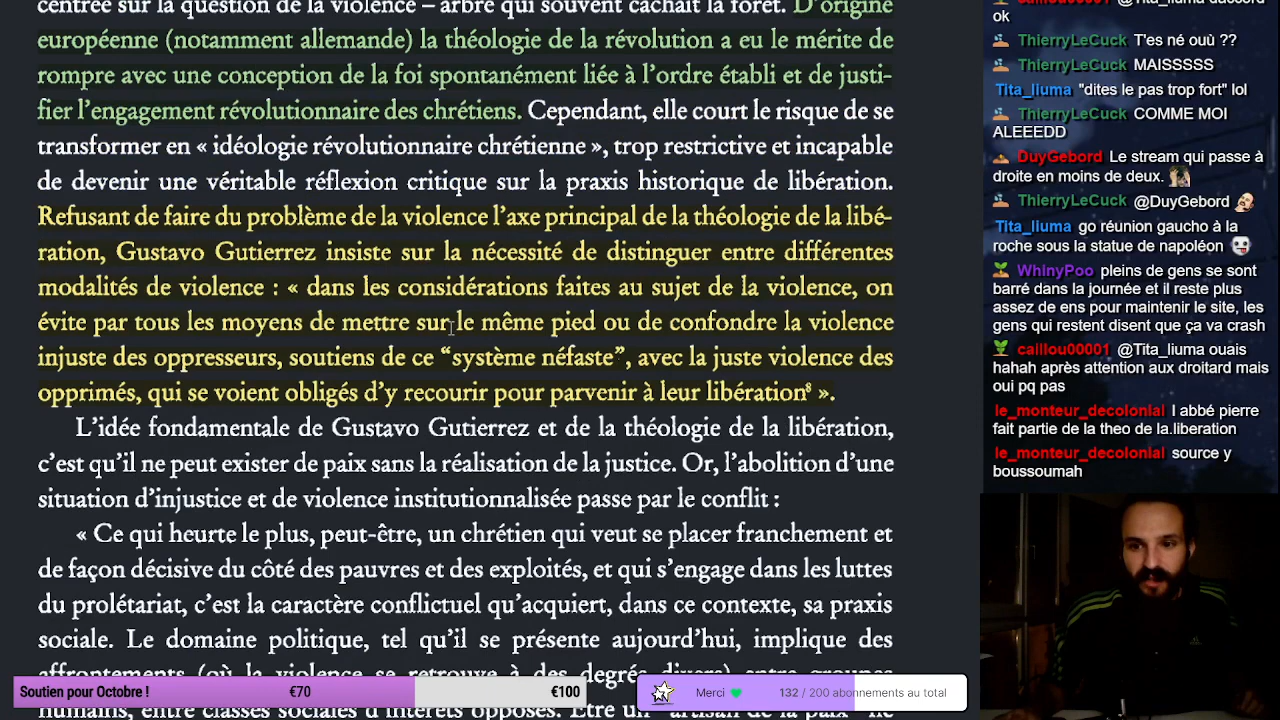 centrée sur la question de la violence – arbre qui souvent cachait la forêt. D'origine
européenne (notamment allemande) la théologie de la révolution a eu le mérite de
rompre avec une conception de la foi spontanément liée à l'ordre établi et de justi-
fier l'engagement révolutionnaire des chrétiens. Cependant, elle court le risque de se
transformer en « idéologie révolutionnaire chrétienne », trop restrictive et incapable
de devenir une véritable réflexion critique sur la praxis historique de libération.
Refusant de faire du problème de la violence l'axe principal de la théologie de la libé-
ration, Gustavo Gutierrez insiste sur la nécessité de distinguer entre différentes
modalités de violence : « dans les considérations faites au sujet de la violence, on
évite par tous les moyens de mettre sur le même pied ou de confondre la violence
injuste des oppresseurs, soutiens de ce “système néfaste”, avec la juste violence des
opprimés, qui se voient obligés d'y recourir pour parvenir à leur libération⁸ ».
L'idée fondamentale de Gustavo Gutierrez et de la théologie de la libération,
c'est qu'il ne peut exister de paix sans la réalisation de la justice. Or, l'abolition d'une
situation d'injustice et de violence institutionnalisée passe par le conflit :
« Ce qui heurte le plus, peut-être, un chrétien qui veut se placer franchement et
de façon décisive du côté des pauvres et des exploités, et qui s'engage dans les luttes
du prolétariat, c'est la caractère conflictuel qu'acquiert, dans ce contexte, sa praxis
sociale. Le domaine politique, tel qu'il se présente aujourd'hui, implique des
affrontements (où la violence se retrouve à des degrés divers) entre groupes
humains, entre classes sociales d'intérêts opposés. Être un “artisan de la paix” ne
Soutien pour Octobre ! €70 €100
Merci 132 / 200 abonnements au total
caillou00001 @Tita_liuma daccord
ok
ThierryLeCuck T'es né ouù ??
ThierryLeCuck MAISSSSS
Tita_liuma "dites le pas trop fort" lol
ThierryLeCuck COMME MOI
ALEEEDD
DuyGebord Le stream qui passe à
droite en moins de deux.
ThierryLeCuck @DuyGebord
Tita_liuma go réunion gaucho à la
roche sous la statue de napoléon
WhinyPoo pleins de gens se sont
barré dans la journée et il reste plus
assez de ens pour maintenir le site, les
gens qui restent disent que ça va crash
caillou00001 @Tita_liuma ouais
hahah après attention aux droitard mais
oui pq pas
le_monteur_decolonial l abbé pierre
fait partie de la theo de la.liberation
le_monteur_decolonial source y
boussoumah